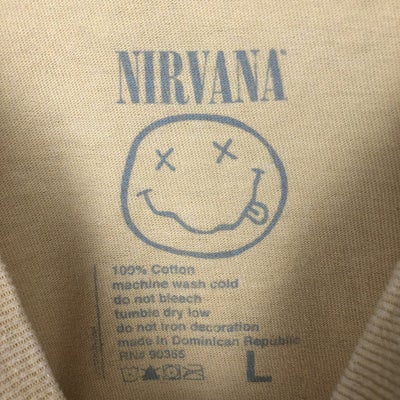 NIRVANA
100% Cotton
machine wash cold
do not bleach
tumble dry low
do not iron decoration
made in Dominican Republic
RN# 90355
L